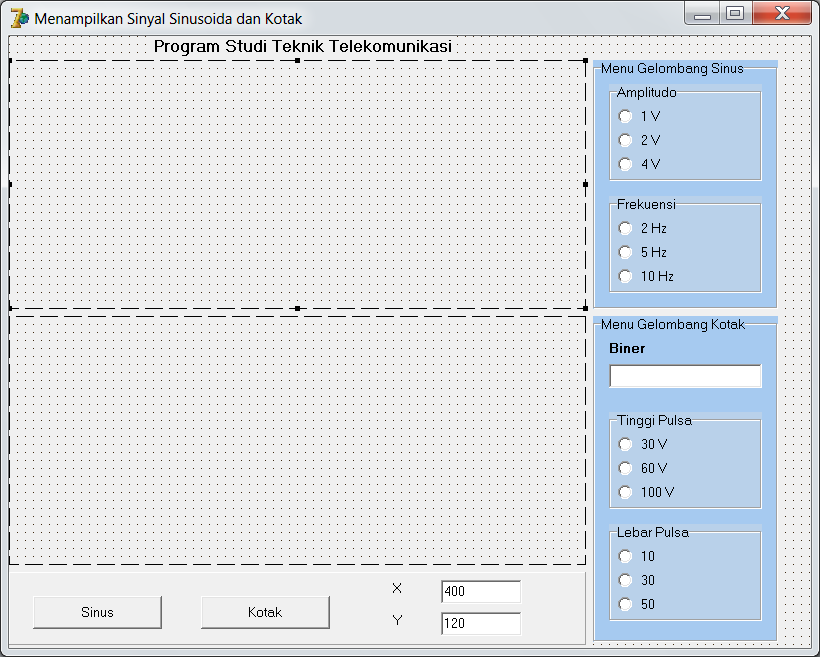 Menampilkan Sinyal Sinusoida dan Kotak
Program Studi Teknik Telekomunikasi
Menu Gelombang Sinus
Amplitudo
1 V
2 V
4 V
Frekuensi
2 Hz
5 Hz
10 Hz
Menu Gelombang Kotak
Biner
Tinggi Pulsa
30 V
60 V
100 V
Lebar Pulsa
10
30
50
Sinus
Kotak
X
400
Y
120